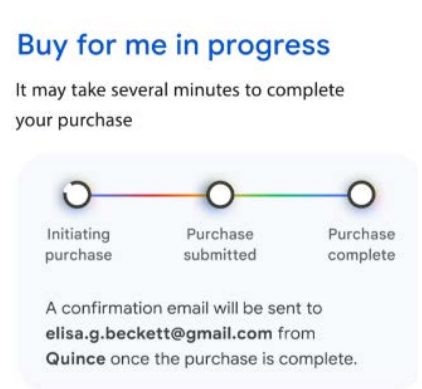 Buy for me in progress
It may take several minutes to complete
your purchase
Initiating
purchase
Purchase
submitted
Purchase
complete
A confirmation email will be sent to
elisa.g.beckett@gmail.com from
Quince once the purchase is complete.